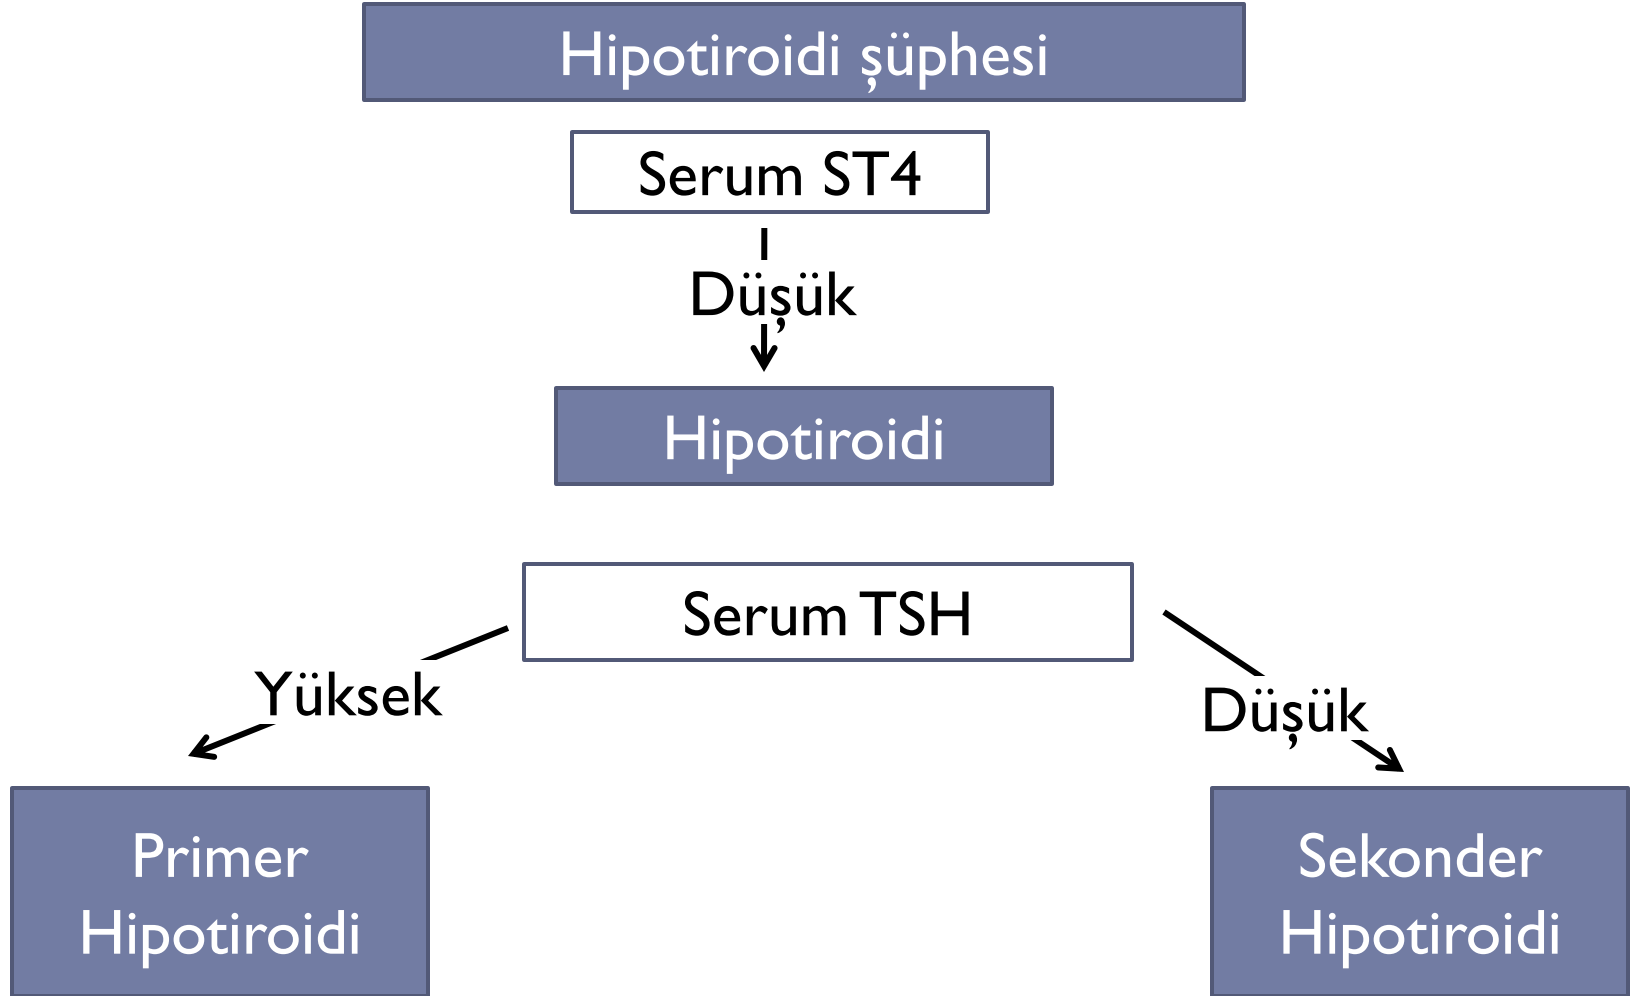 Hipotiroidi şüphesi
Serum ST4
Düşük
Hipotiroidi
Serum TSH
Yüksek
Düşük
Primer
Hipotiroidi
Sekonder
Hipotiroidi